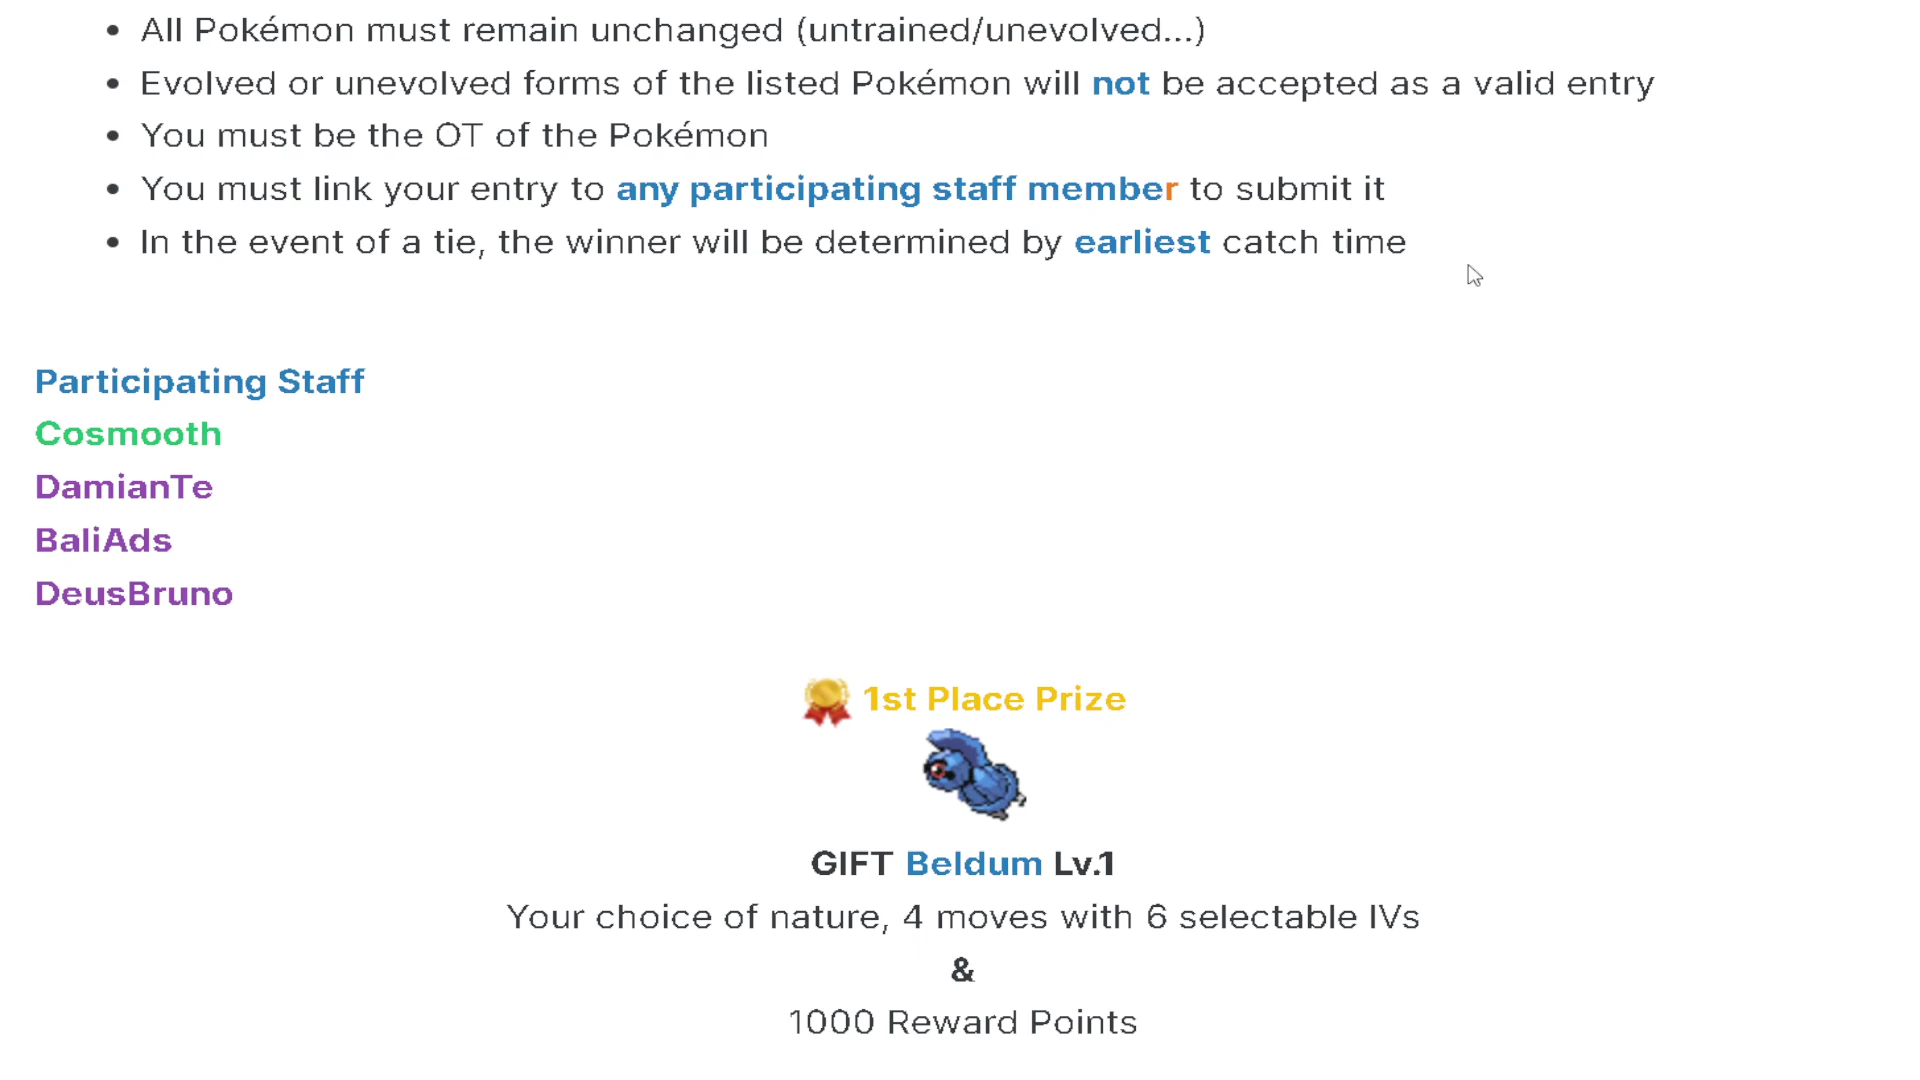 All Pokémon must remain unchanged (untrained/unevolved...)
Evolved or unevolved forms of the listed Pokémon will not be accepted as a valid entry
You must be the OT of the Pokémon
You must link your entry to any participating staff member to submit it
In the event of a tie, the winner will be determined by earliest catch time
Participating Staff
Cosmooth
DamianTe
BaliAds
DeusBruno
1st Place Prize
GIFT Beldum Lv.1
Your choice of nature, 4 moves with 6 selectable IVs
&
1000 Reward Points